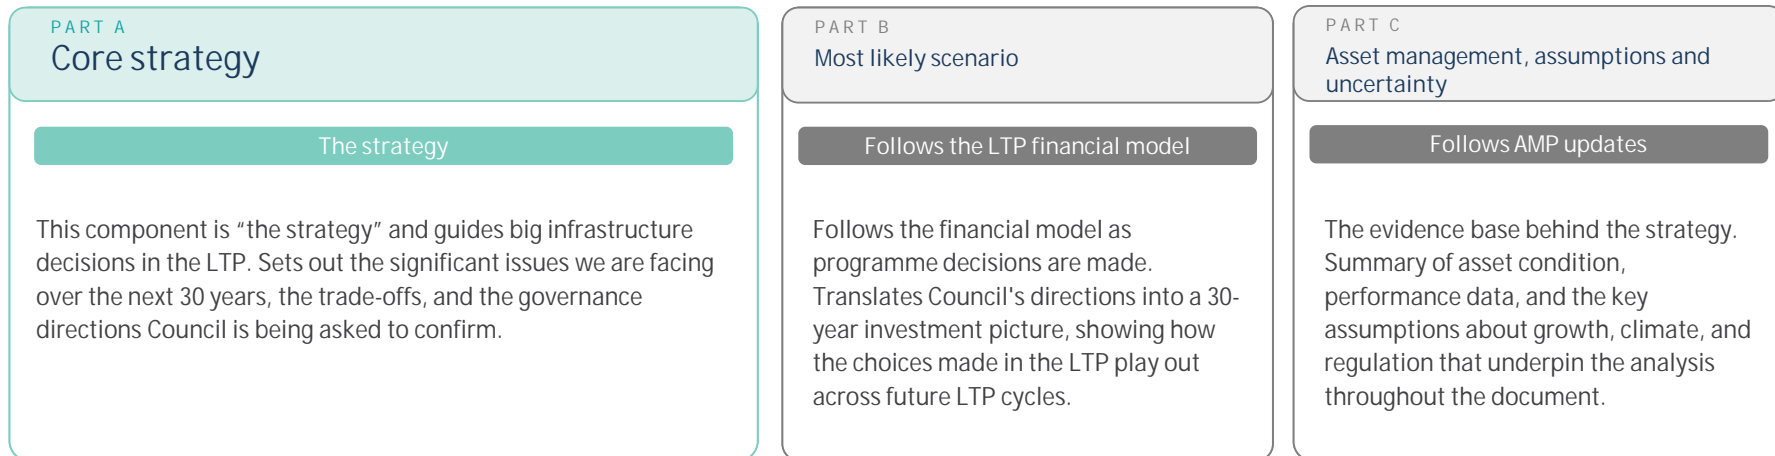 PART A
Core strategy
The strategy
This component is “the strategy” and guides big infrastructure
decisions in the LTP. Sets out the significant issues we are facing
over the next 30 years, the trade-offs, and the governance
directions Council is being asked to confirm.
PART B
Most likely scenario
Follows the LTP financial model
Follows the financial model as
programme decisions are made.
Translates Council's directions into a 30-
year investment picture, showing how
the choices made in the LTP play out
across future LTP cycles.
PART C
Asset management, assumptions and
uncertainty
Follows AMP updates
The evidence base behind the strategy.
Summary of asset condition,
performance data, and the key
assumptions about growth, climate, and
regulation that underpin the analysis
throughout the document.